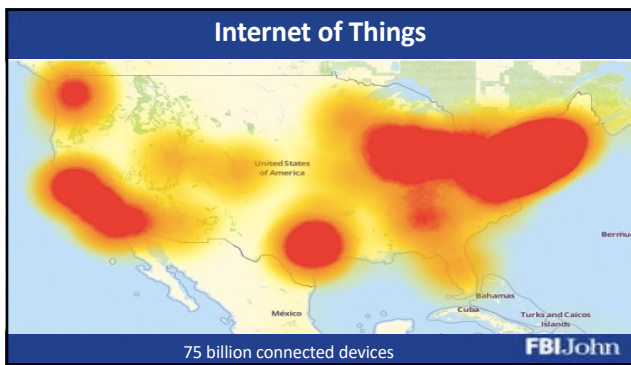 Internet of Things
United States
of America
Bermu
México
Bahamas
Cuba
Turks and Caicos
Islands
75 billion connected devices
FBIJohn